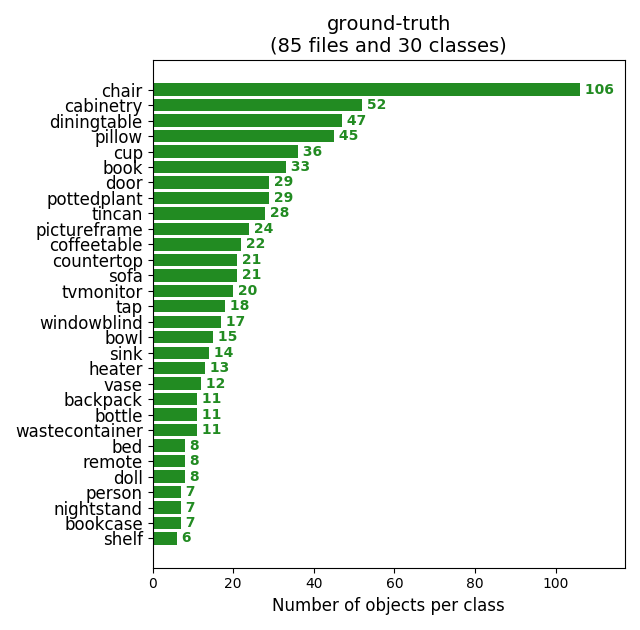 ground-truth
(85 files and 30 classes)
chair 106
cabinetry 52
diningtable 47
pillow 45
cup 36
book 33
door 29
pottedplant 29
tincan 28
pictureframe 24
coffeetable 22
countertop 21
sofa 21
tvmonitor 20
tap 18
windowblind 17
bowl 15
sink 14
heater 13
vase 12
backpack 11
bottle 11
wastecontainer 11
bed 8
remote 8
doll 8
person 7
nightstand 7
bookcase 7
shelf 6
0 20 40 60 80 100
Number of objects per class